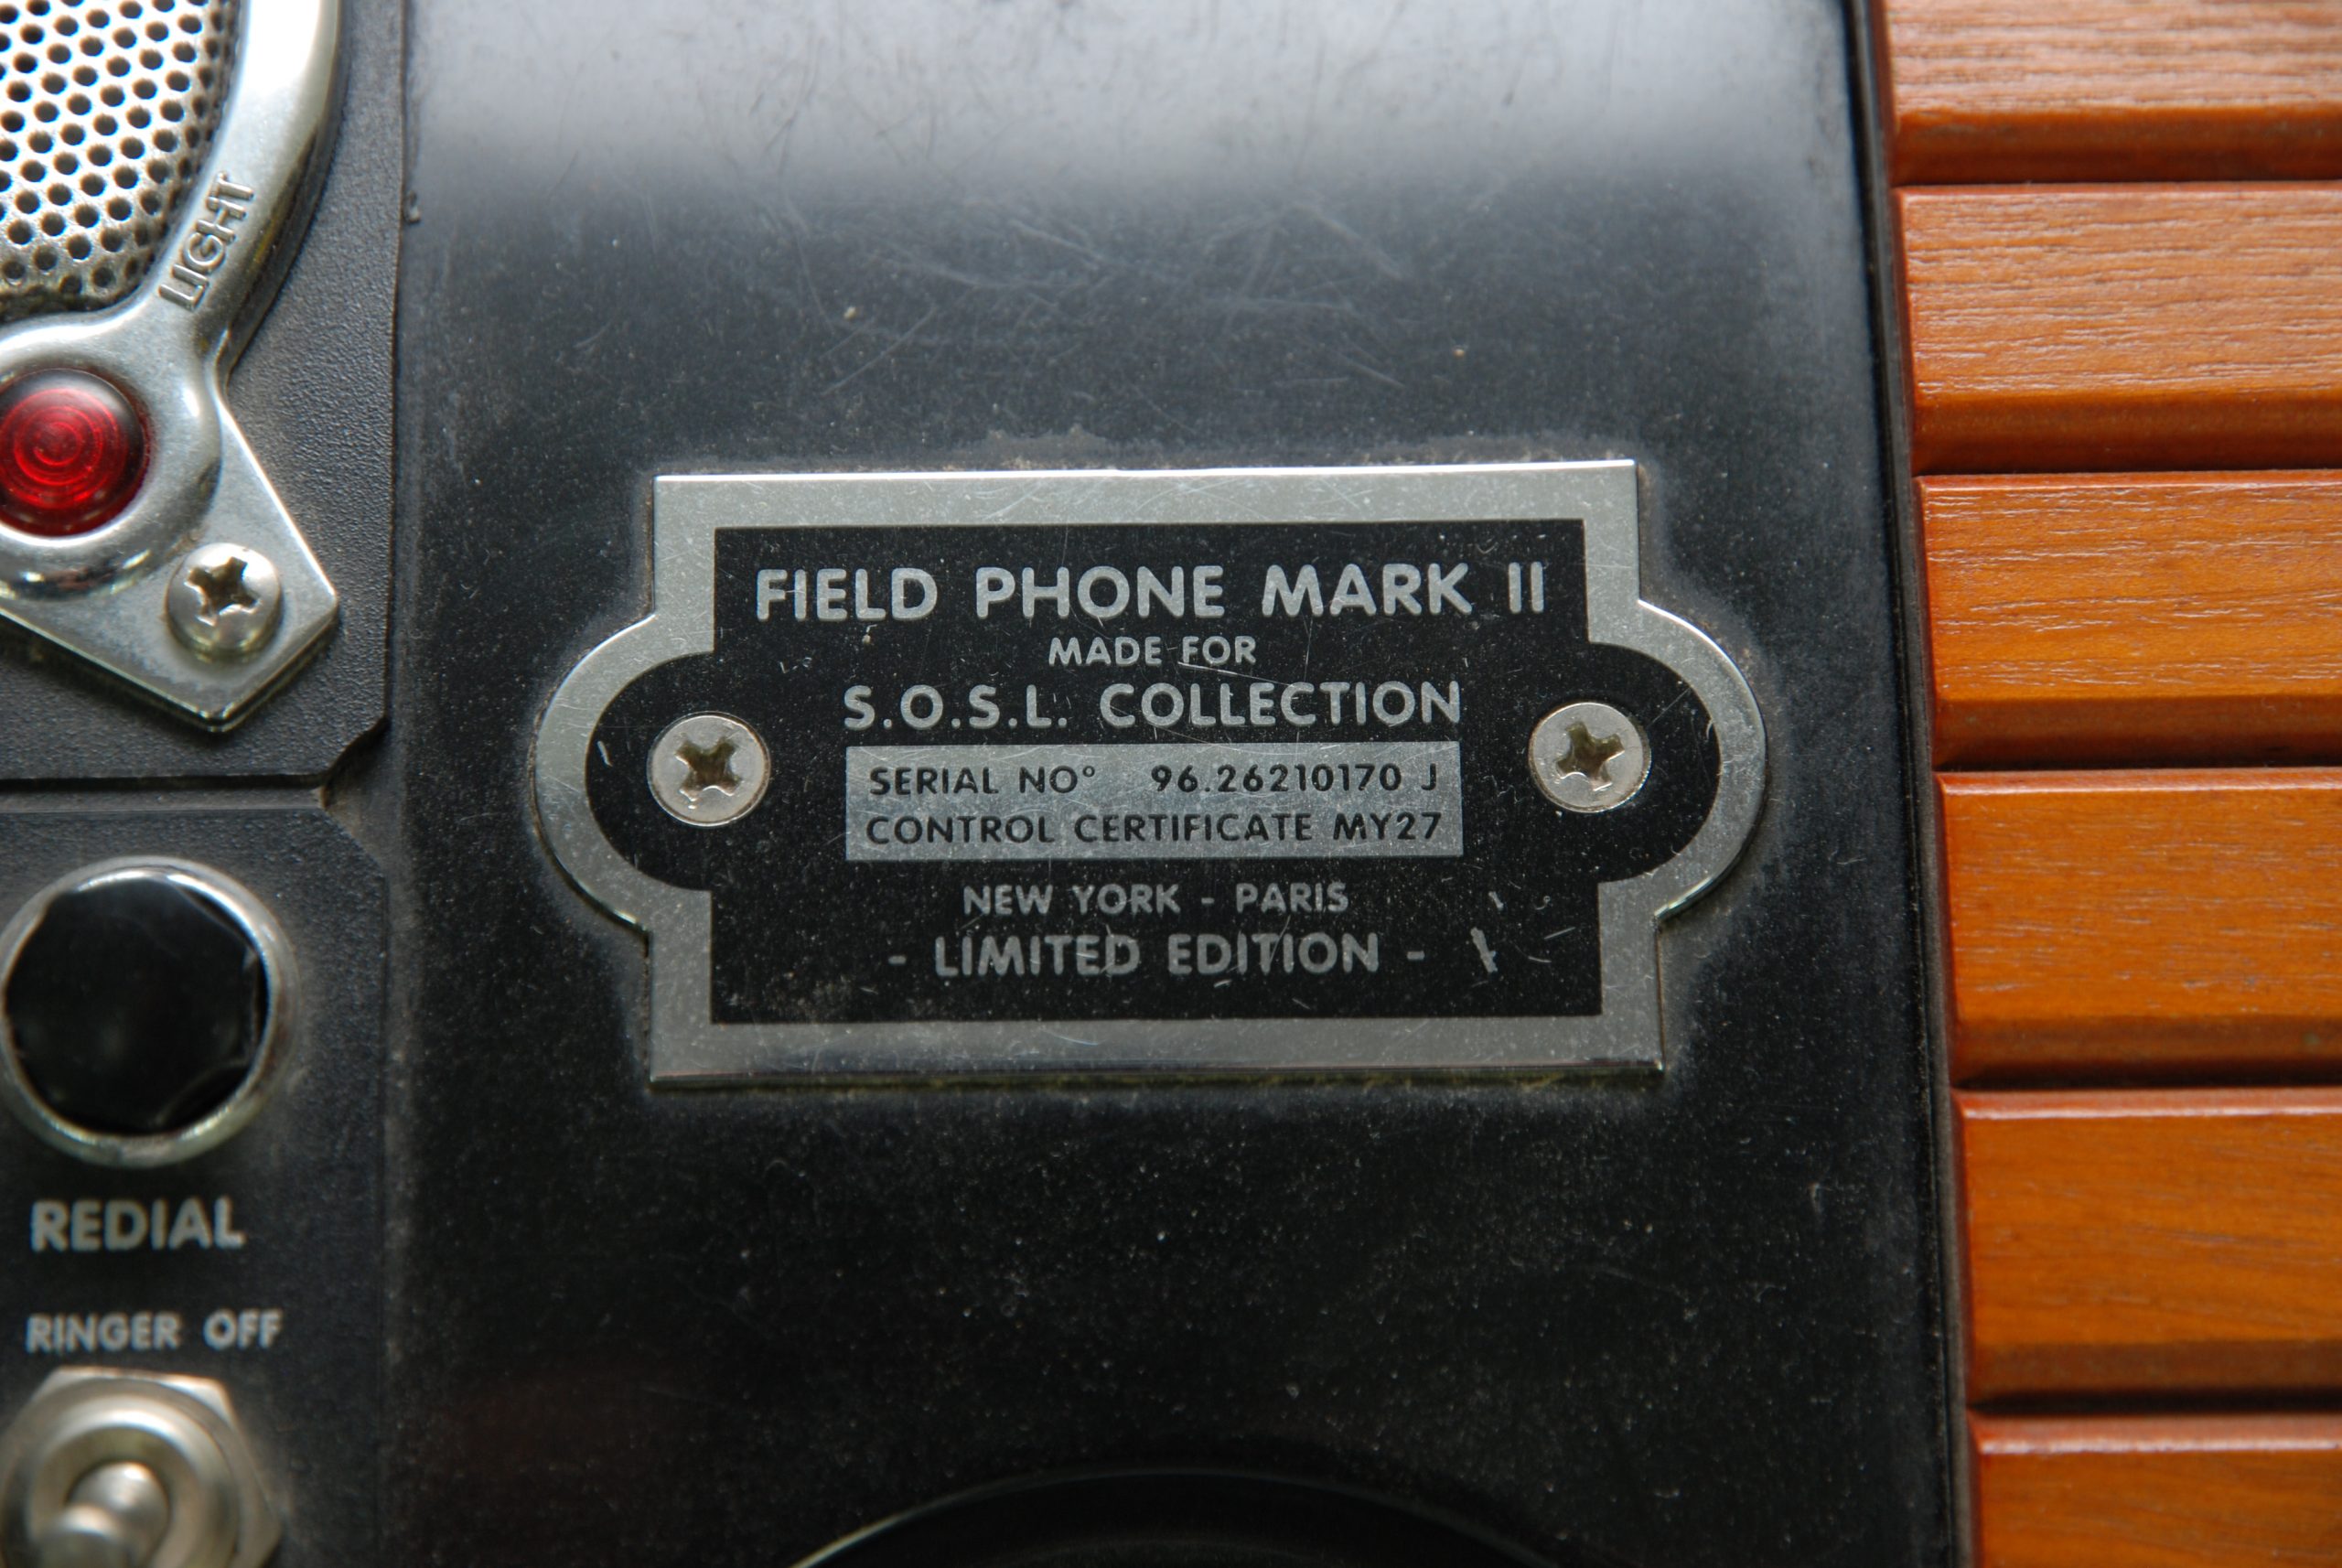 LIGHT
FIELD PHONE MARK II
MADE FOR
S.O.S.L. COLLECTION
SERIAL NO° 96.26210170 J
CONTROL CERTIFICATE MY27
NEW YORK - PARIS
- LIMITED EDITION -
REDIAL
RINGER OFF